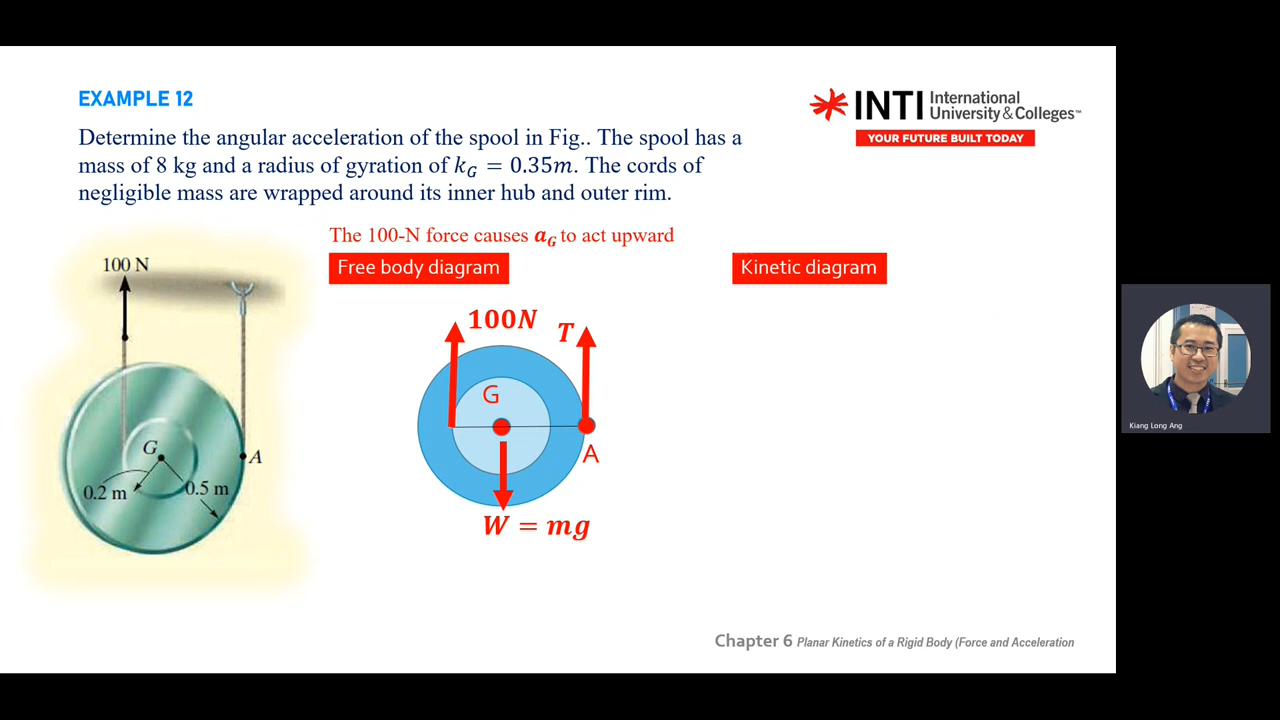 EXAMPLE 12
INTI International
University & Colleges™
YOUR FUTURE BUILT TODAY
Determine the angular acceleration of the spool in Fig.. The spool has a
mass of 8 kg and a radius of gyration of k_G = 0.35m. The cords of
negligible mass are wrapped around its inner hub and outer rim.
The 100-N force causes a_G to act upward
Free body diagram
Kinetic diagram
100 N
G
A
0.2 m
0.5 m
100N
T
G
A
W = mg
Kiang Long Ang
Chapter 6 Planar Kinetics of a Rigid Body (Force and Acceleration